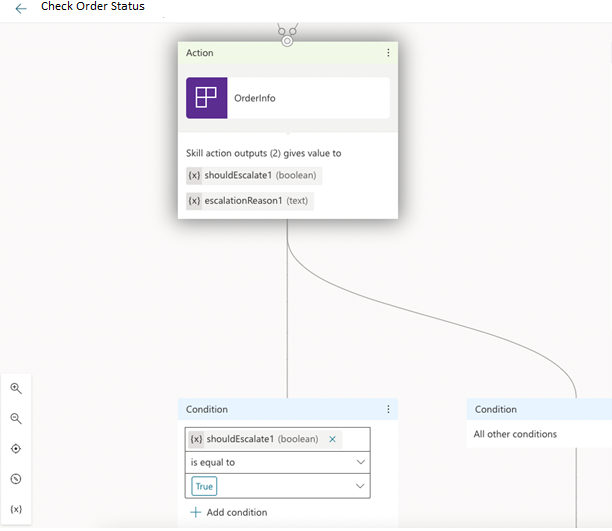 Check Order Status
Action
OrderInfo
Skill action outputs (2) gives value to
{x} shouldEscalate1 (boolean)
{x} escalationReason1 (text)
Condition
{x} shouldEscalate1 (boolean)
is equal to
True
Add condition
Condition
All other conditions
{x}